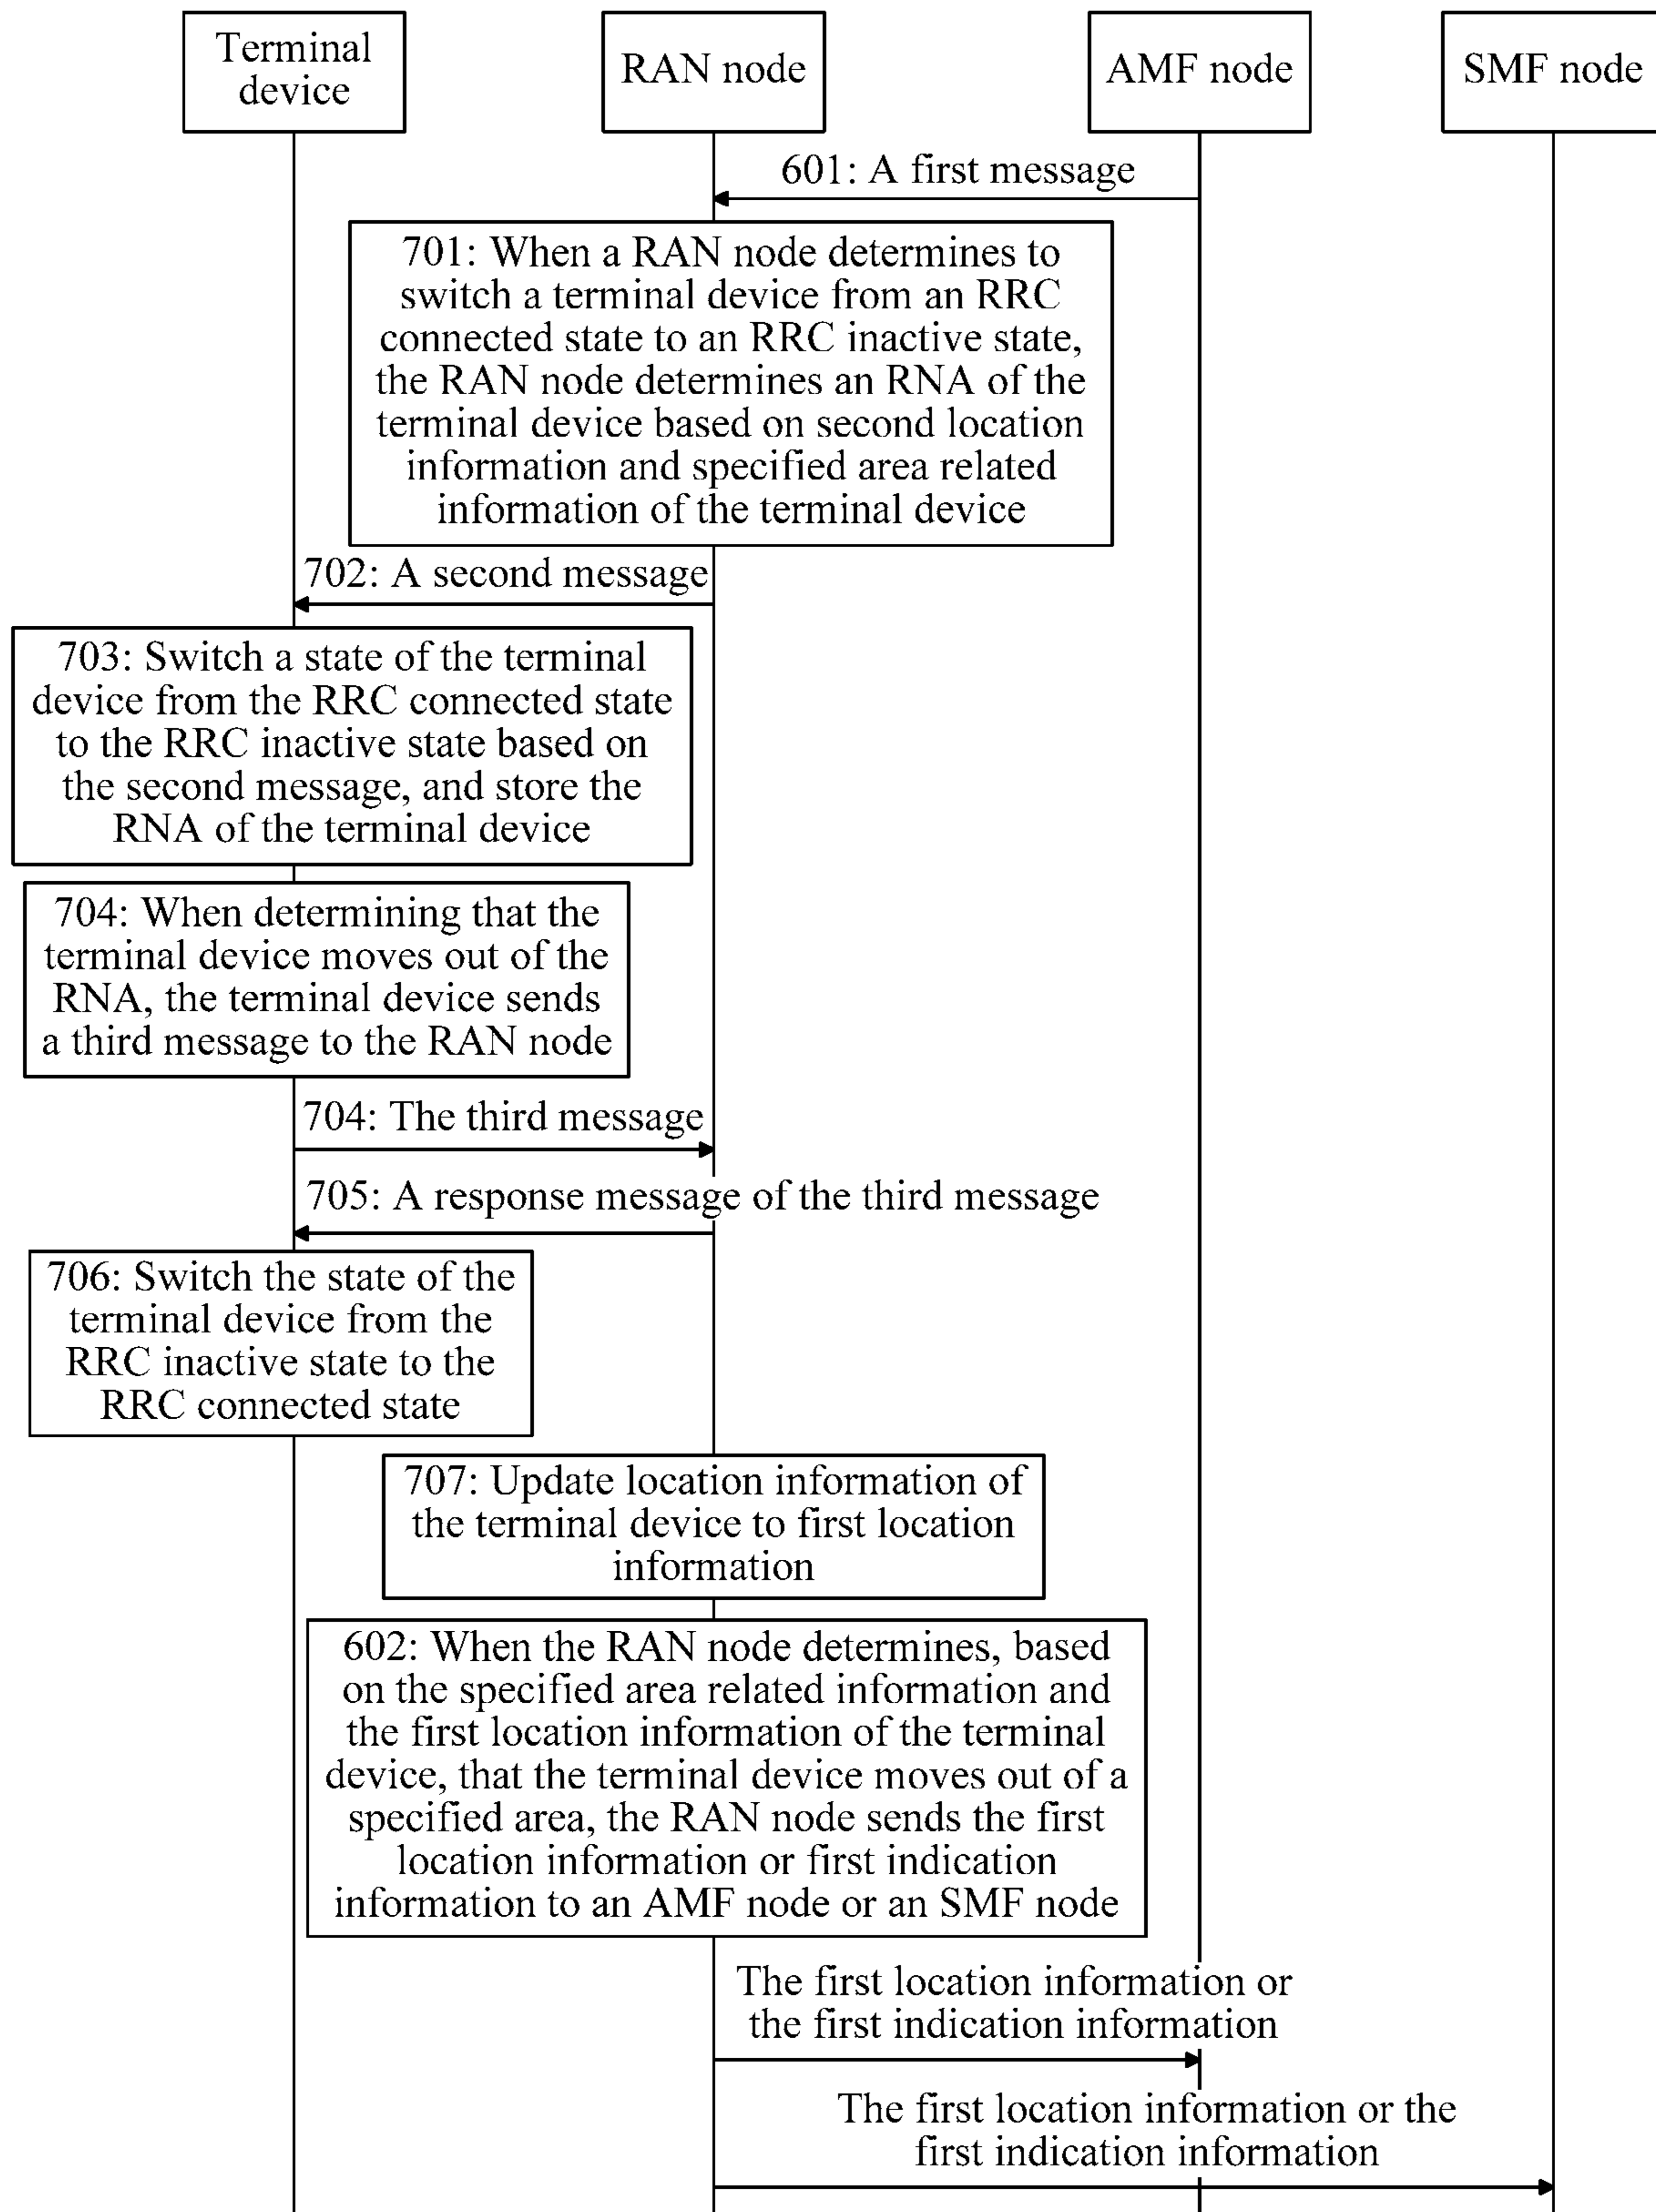 Terminal
device
RAN node
AMF node
SMF node
601: A first message
701: When a RAN node determines to
switch a terminal device from an RRC
connected state to an RRC inactive state,
the RAN node determines an RNA of the
terminal device based on second location
information and specified area related
information of the terminal device
702: A second message
703: Switch a state of the terminal
device from the RRC connected state
to the RRC inactive state based on
the second message, and store the
RNA of the terminal device
704: When determining that the
terminal device moves out of the
RNA, the terminal device sends
a third message to the RAN node
704: The third message
705: A response message of the third message
706: Switch the state of the
terminal device from the
RRC inactive state to the
RRC connected state
707: Update location information of
the terminal device to first location
information
602: When the RAN node determines, based
on the specified area related information and
the first location information of the terminal
device, that the terminal device moves out of a
specified area, the RAN node sends the first
location information or first indication
information to an AMF node or an SMF node
The first location information or
the first indication information
The first location information or the
first indication information